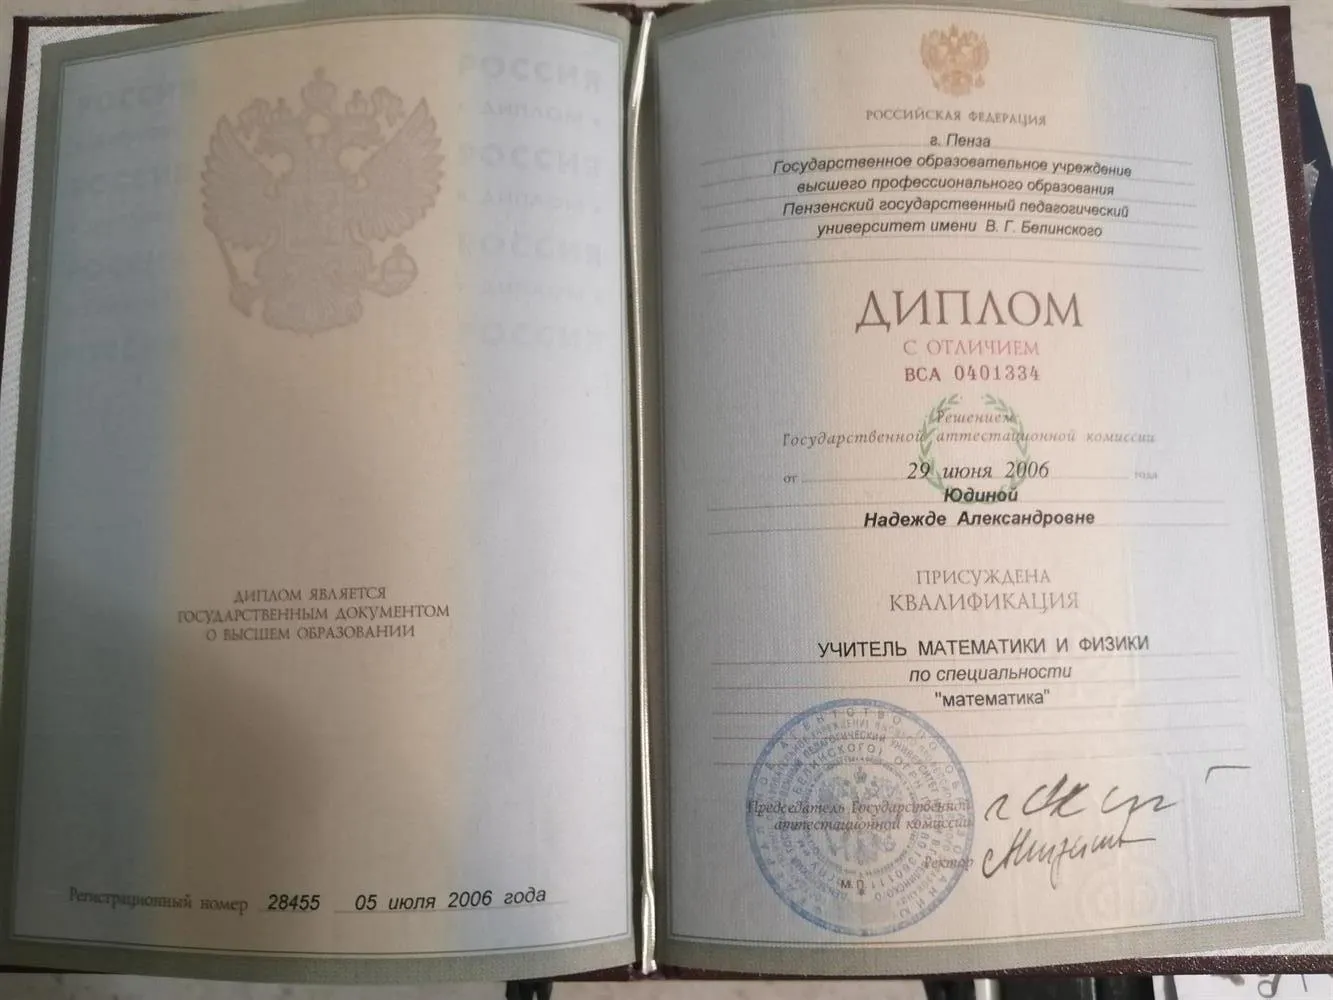 ДИПЛОМ ЯВЛЯЕТСЯ
ГОСУДАРСТВЕННЫМ ДОКУМЕНТОМ
О ВЫСШЕМ ОБРАЗОВАНИИ
Регистрационный номер 28455 05 июля 2006 года
РОССИЙСКАЯ ФЕДЕРАЦИЯ
г. Пенза
Государственное образовательное учреждение
высшего профессионального образования
Пензенский государственный педагогический
университет имени В. Г. Белинского
ДИПЛОМ
С ОТЛИЧИЕМ
ВСА 0401334
Решением
Государственной аттестационной комиссии
от 29 июня 2006 года
Юдиной
Надежде Александровне
ПРИСУЖДЕНА
КВАЛИФИКАЦИЯ
УЧИТЕЛЬ МАТЕМАТИКИ И ФИЗИКИ
по специальности
"математика"
Председатель Государственной
аттестационной комиссии
Ректор
М.П.